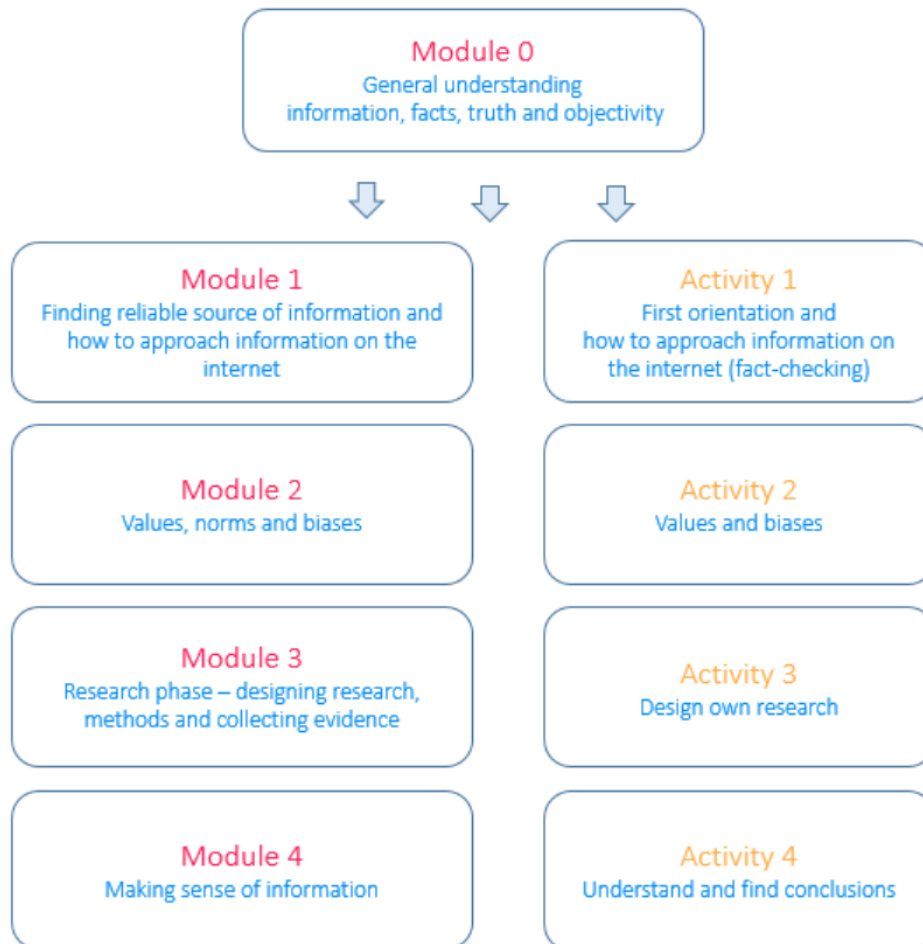 Module 0
General understanding
information, facts, truth and objectivity
Module 1
Finding reliable source of information and
how to approach information on the
internet
Activity 1
First orientation and
how to approach information on
the internet (fact-checking)
Module 2
Values, norms and biases
Activity 2
Values and biases
Module 3
Research phase – designing research,
methods and collecting evidence
Activity 3
Design own research
Module 4
Making sense of information
Activity 4
Understand and find conclusions